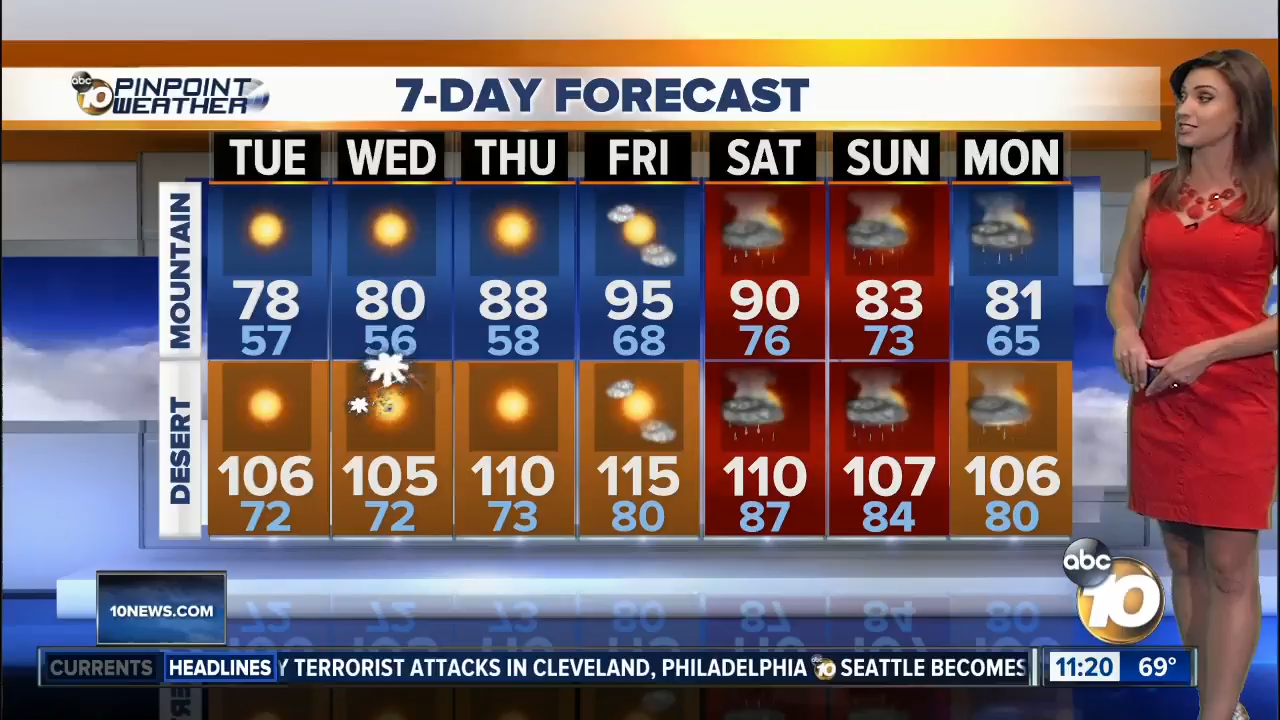 abc 10 PINPOINT WEATHER
7-DAY FORECAST
TUE WED THU FRI SAT SUN MON
MOUNTAIN
78 80 88 95 90 83 81
57 56 58 68 76 73 65
DESERT
106 105 110 115 110 107 106
72 72 73 80 87 84 80
abc 10
10NEWS.COM
CURRENTS HEADLINES Y TERRORIST ATTACKS IN CLEVELAND, PHILADELPHIA 10 SEATTLE BECOMES 11:20 69°